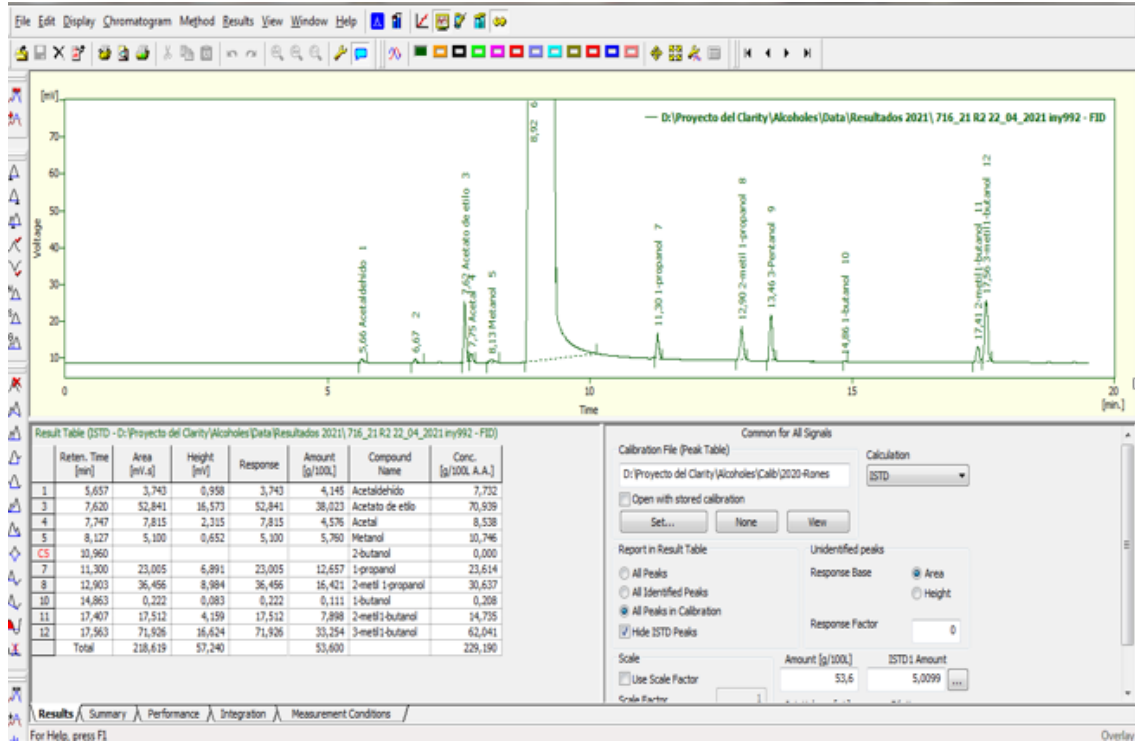 File Edit Display Chromatogram Method Results View Window Help
[mV]
— D:\Proyecto del Clarity\Alcoholes\Data\Resultados 2021\ 716_21 R2 22_04_2021 iny992 - FID
70
60
50
40
30
20
10
Voltage
5,66 Acetaldehido 1
6,67 2
7,62 Acetato de etilo 3
7,75 Acetal 4
8,13 Metanol 5
8,92 6
11,30 1-propanol 7
12,90 2-metil 1-propanol 8
13,46 3-Pentanol 9
14,86 1-butanol 10
17,41 2-metil1-butanol 11
17,56 3-metil1-butanol 12
0 5 10 15 20
Time [min.]
Result Table (ISTD - D:\Proyecto del Clarity\Alcoholes\Data\Resultados 2021\ 716_21 R2 22_04_2021 iny992 - FID)
Reten. Time [min] Area [mV.s] Height [mV] Response Amount [g/100L] Compound Name Conc. [g/100L A.A.]
1 5,657 3,743 0,958 3,743 4,145 Acetaldehído 7,732
3 7,620 52,841 16,573 52,841 38,023 Acetato de etilo 70,939
4 7,747 7,815 2,315 7,815 4,576 Acetal 8,538
5 8,127 5,100 0,652 5,100 5,760 Metanol 10,746
C5 10,960 2-butanol 0,000
7 11,300 23,005 6,891 23,005 12,657 1-propanol 23,614
8 12,903 36,456 8,984 36,456 16,421 2-metil 1-propanol 30,637
10 14,863 0,222 0,083 0,222 0,111 1-butanol 0,208
11 17,407 17,512 4,159 17,512 7,898 2-metil1-butanol 14,735
12 17,563 71,926 16,624 71,926 33,254 3-metil1-butanol 62,041
Total 218,619 57,240 53,600 229,190
Common for All Signals
Calibration File (Peak Table)
Calculation
D:\Proyecto del Clarity\Alcoholes\Calib\2020-Rones
ISTD
Open with stored calibration
Set... None View
Report in Result Table
Unidentified peaks
All Peaks
Response Base
Area
All Identified Peaks
Height
All Peaks in Calibration
Hide ISTD Peaks
Response Factor
0
Scale
Amount [g/100L]
ISTD1 Amount
Use Scale Factor
53,6
5,0099
...
Scale Factor
1
Results Summary Performance Integration Measurement Conditions
For Help, press F1
Overlay